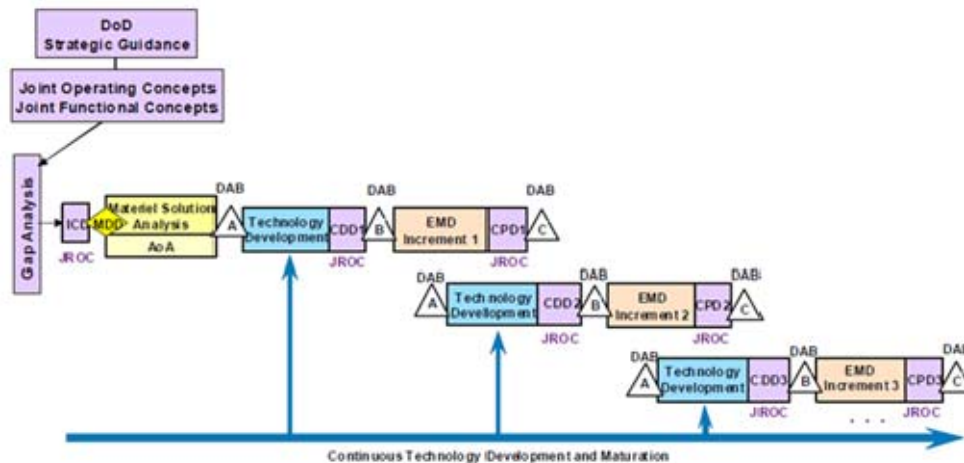 DoD
Strategic Guidance
Joint Operating Concepts
Joint Functional Concepts
Gap Analysis
ICD
JROC
MDD
Materiel Solution
Analysis
AoA
DAB
A
Technology
Development
CDD1
JROC
DAB
B
EMD
Increment 1
CPD1
JROC
DAB
C
DAB
A
Technology
Development
CDD2
JROC
DAB
B
EMD
Increment 2
CPD2
JROC
DAB
C
DAB
A
Technology
Development
CDD3
JROC
DAB
B
EMD
Increment 3
CPD3
JROC
DAB
C
. . .
Continuous Technology Development and Maturation